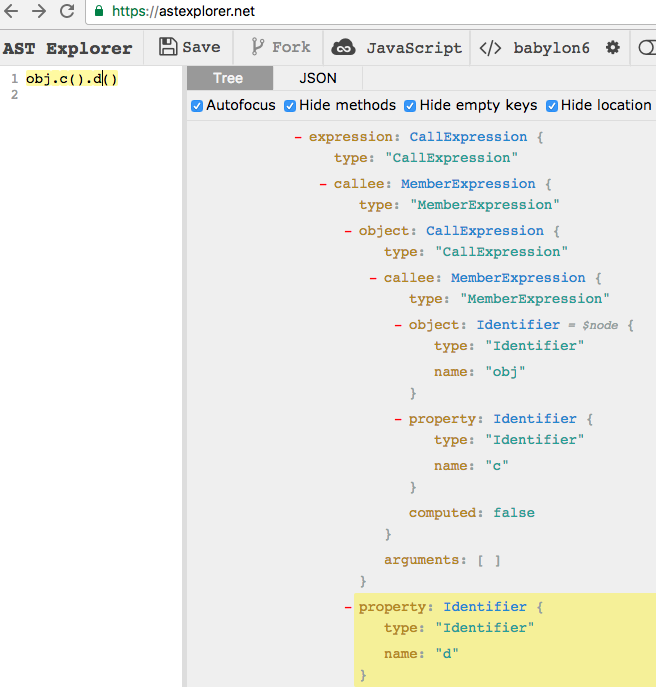 https://astexplorer.net
AST Explorer Save Fork JavaScript </> babylon6
1 obj.c().d()
2
Tree JSON
Autofocus Hide methods Hide empty keys Hide location
- expression: CallExpression {
type: "CallExpression"
- callee: MemberExpression {
type: "MemberExpression"
- object: CallExpression {
type: "CallExpression"
- callee: MemberExpression {
type: "MemberExpression"
- object: Identifier = $node {
type: "Identifier"
name: "obj"
}
- property: Identifier {
type: "Identifier"
name: "c"
}
computed: false
}
arguments: [ ]
}
- property: Identifier {
type: "Identifier"
name: "d"
}